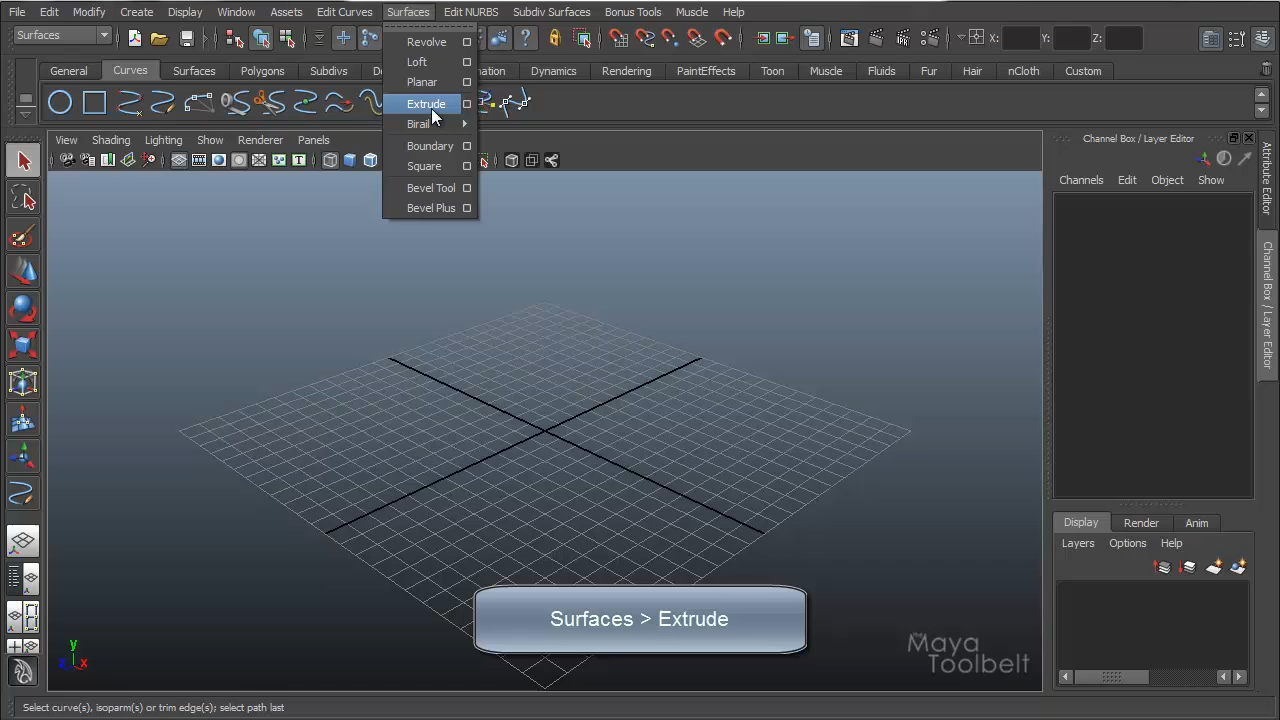 File Edit Modify Create Display Window Assets Edit Curves Surfaces Edit NURBS Subdiv Surfaces Bonus Tools Muscle Help
Surfaces X: Y: Z:
General Curves Surfaces Polygons Subdivs Dynamics Rendering PaintEffects Toon Muscle Fluids Fur Hair nCloth Custom
Revolve
Loft
Planar
Extrude
Birail
Boundary
Square
Bevel Tool
Bevel Plus
View Shading Lighting Show Renderer Panels
Channel Box / Layer Editor
Channels Edit Object Show
Attribute Editor
Channel Box / Layer Editor
Display Render Anim
Layers Options Help
Surfaces > Extrude
y
z x
The
Maya
Toolbelt
Select curve(s), isoparm(s) or trim edge(s); select path last